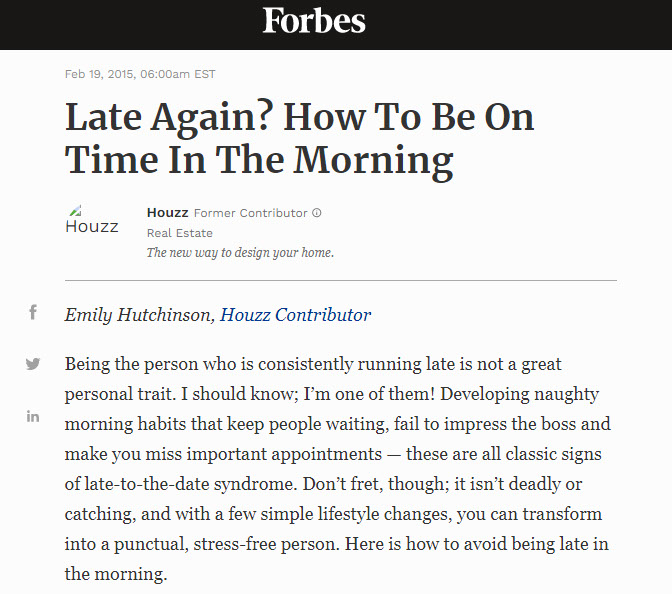 Forbes
Feb 19, 2015, 06:00am EST
Late Again? How To Be On
Time In The Morning
Houzz
Houzz Former Contributor
Real Estate
The new way to design your home.
Emily Hutchinson, Houzz Contributor
Being the person who is consistently running late is not a great
personal trait. I should know; I’m one of them! Developing naughty
morning habits that keep people waiting, fail to impress the boss and
make you miss important appointments — these are all classic signs
of late-to-the-date syndrome. Don’t fret, though; it isn’t deadly or
catching, and with a few simple lifestyle changes, you can transform
into a punctual, stress-free person. Here is how to avoid being late in
the morning.